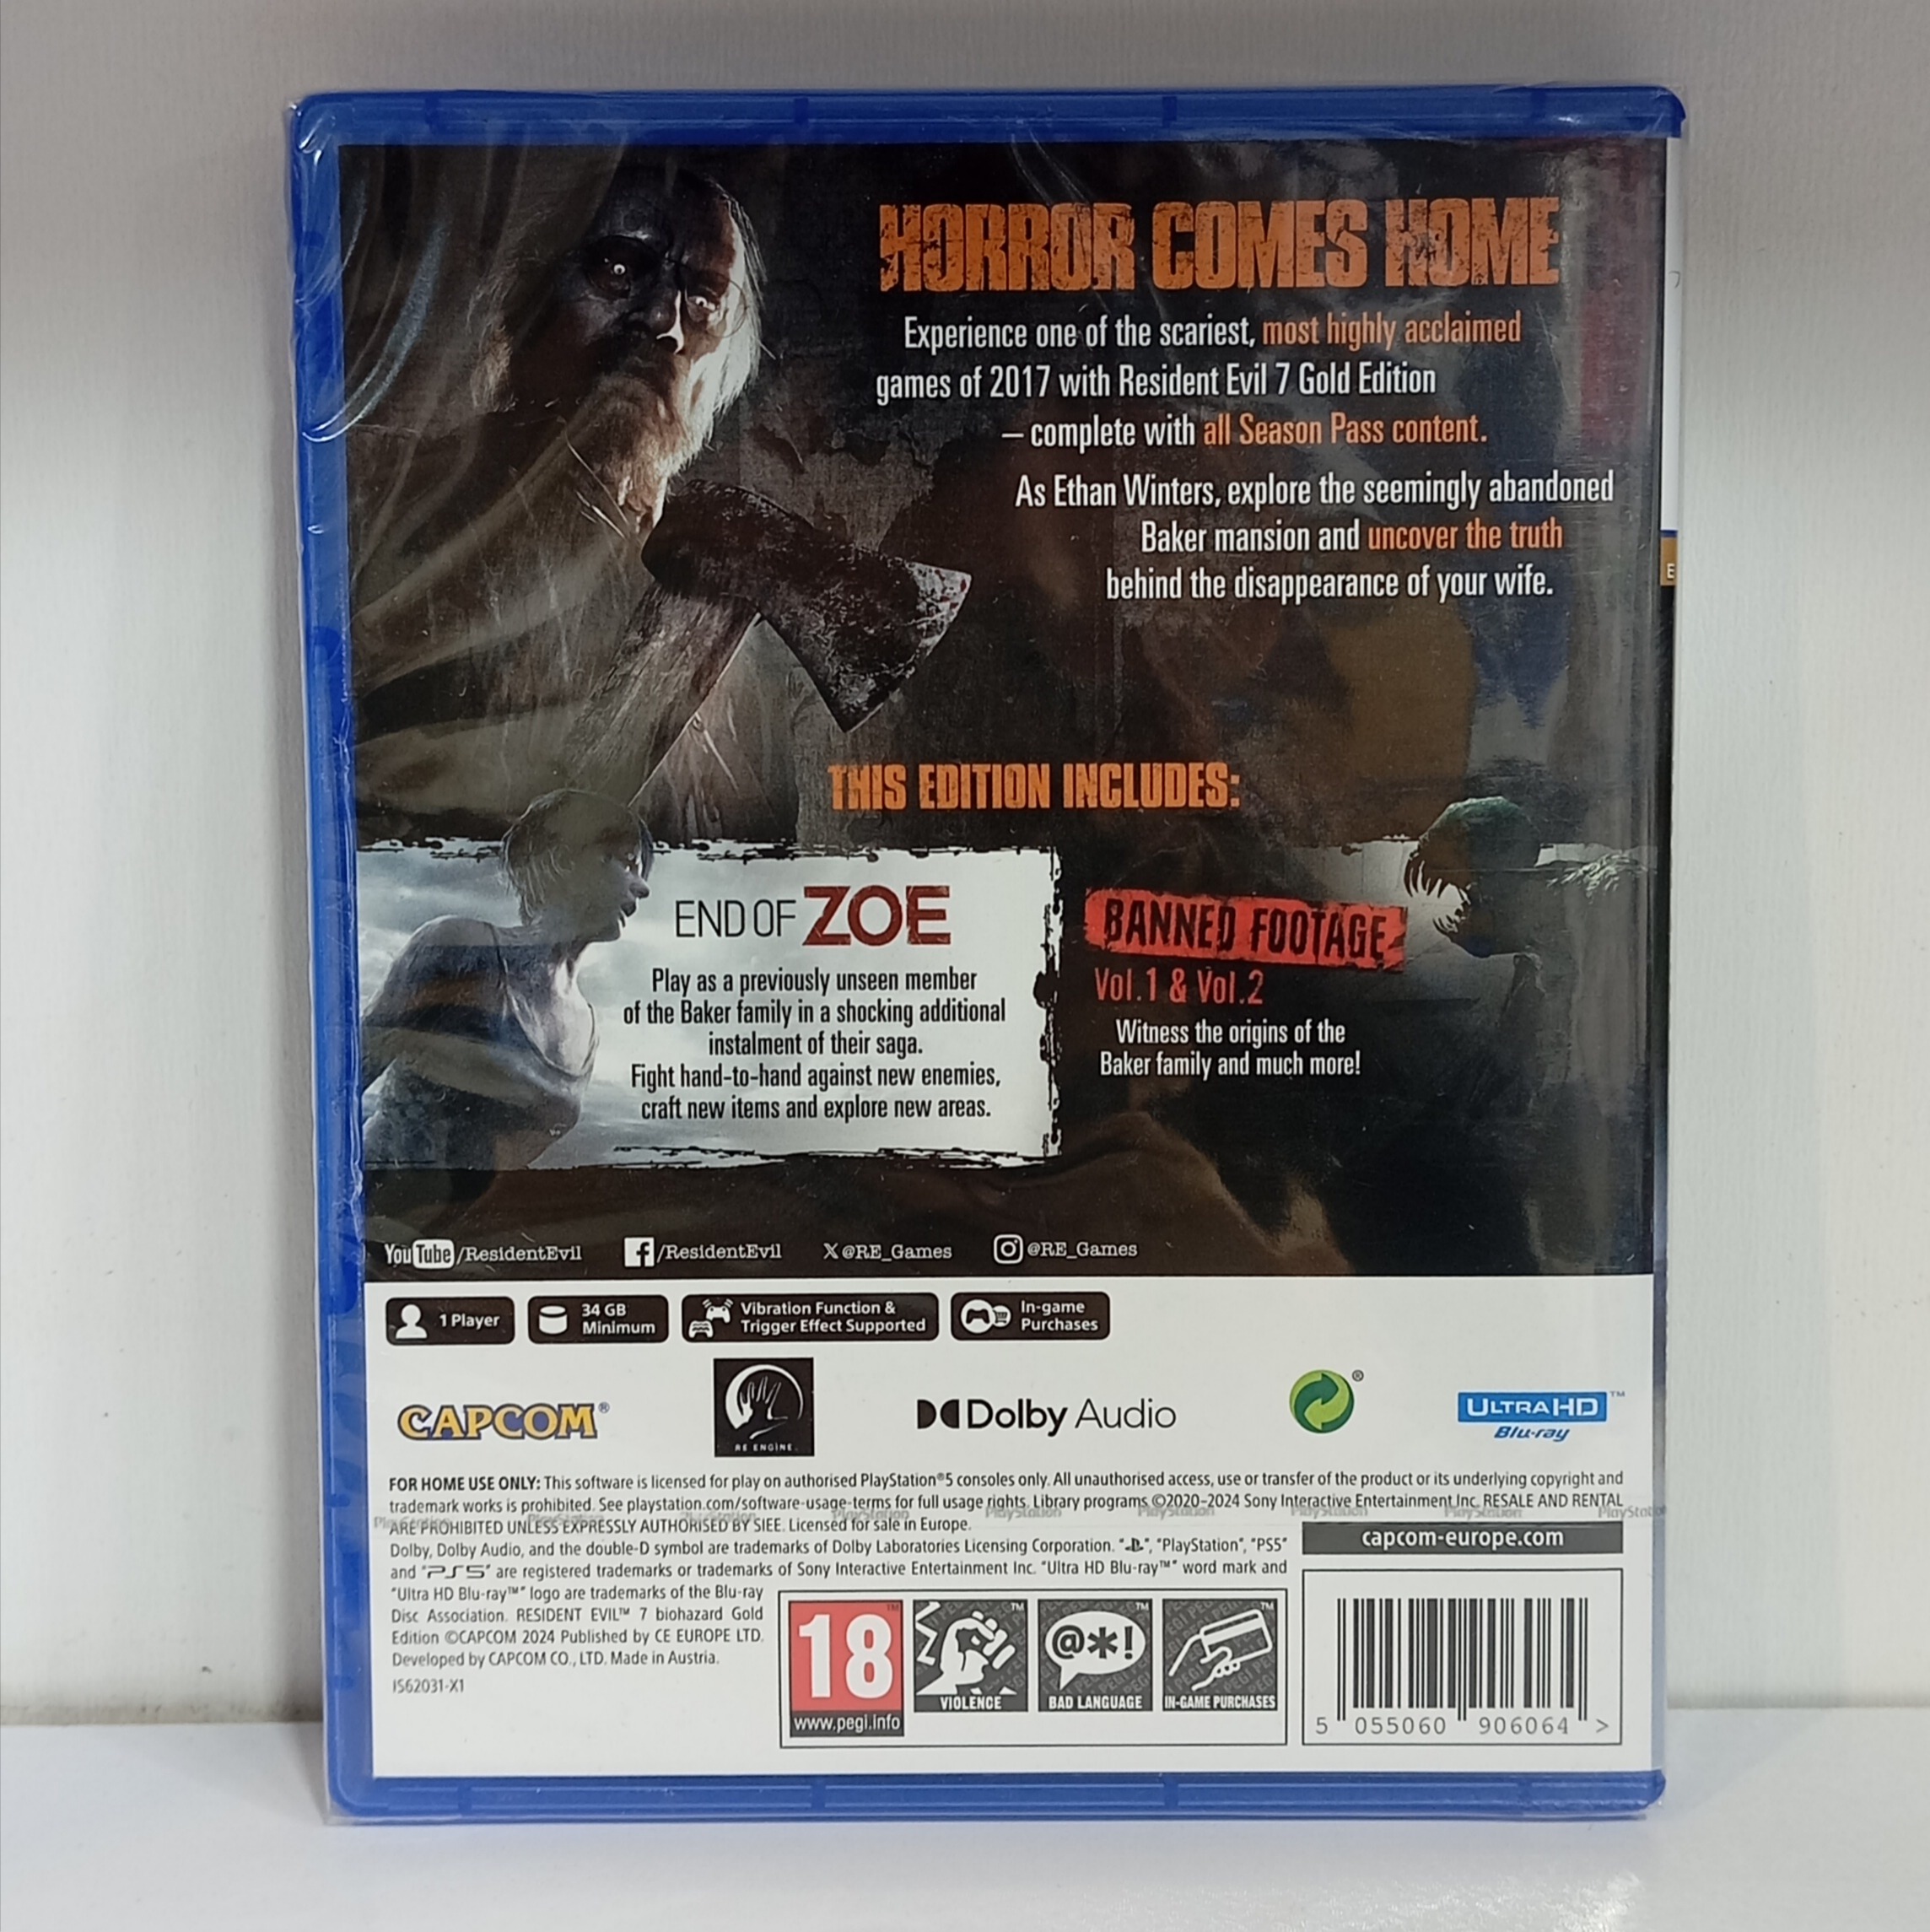 HORROR COMES HOME
Experience one of the scariest, most highly acclaimed
games of 2017 with Resident Evil 7 Gold Edition
– complete with all Season Pass content.
As Ethan Winters, explore the seemingly abandoned
Baker mansion and uncover the truth
behind the disappearance of your wife.
E
THIS EDITION INCLUDES:
END OF ZOE
Play as a previously unseen member
of the Baker family in a shocking additional
instalment of their saga.
Fight hand-to-hand against new enemies,
craft new items and explore new areas.
BANNED FOOTAGE
Vol.1 & Vol.2
Witness the origins of the
Baker family and much more!
YouTube /ResidentEvil
f /ResidentEvil
X @RE_Games
@RE_Games
1 Player
34 GB
Minimum
Vibration Function &
Trigger Effect Supported
In-game
Purchases
CAPCOM®
RE ENGINE
Dolby Audio
®
ULTRA HD™
Blu-ray
FOR HOME USE ONLY: This software is licensed for play on authorised PlayStation®5 consoles only. All unauthorised access, use or transfer of the product or its underlying copyright and
trademark works is prohibited. See playstation.com/software-usage-terms for full usage rights. Library programs ©2020-2024 Sony Interactive Entertainment Inc. RESALE AND RENTAL
ARE PROHIBITED UNLESS EXPRESSLY AUTHORISED BY SIEE. Licensed for sale in Europe.
PlayStation PlayStation PlayStation PlayStation PlayStation PlayStation PlayStation PlayStation PlayStation
Dolby, Dolby Audio, and the double-D symbol are trademarks of Dolby Laboratories Licensing Corporation. "", "PlayStation", "PS5"
and "PS5" are registered trademarks or trademarks of Sony Interactive Entertainment Inc. "Ultra HD Blu-ray™" word mark and
"Ultra HD Blu-ray™" logo are trademarks of the Blu-ray
Disc Association. RESIDENT EVIL™ 7 biohazard Gold
Edition ©CAPCOM 2024 Published by CE EUROPE LTD.
Developed by CAPCOM CO., LTD. Made in Austria.
IS62031-X1
capcom-europe.com
18™
www.pegi.info
™
VIOLENCE
@*!™
BAD LANGUAGE
™
IN-GAME PURCHASES
5 055060 906064 >